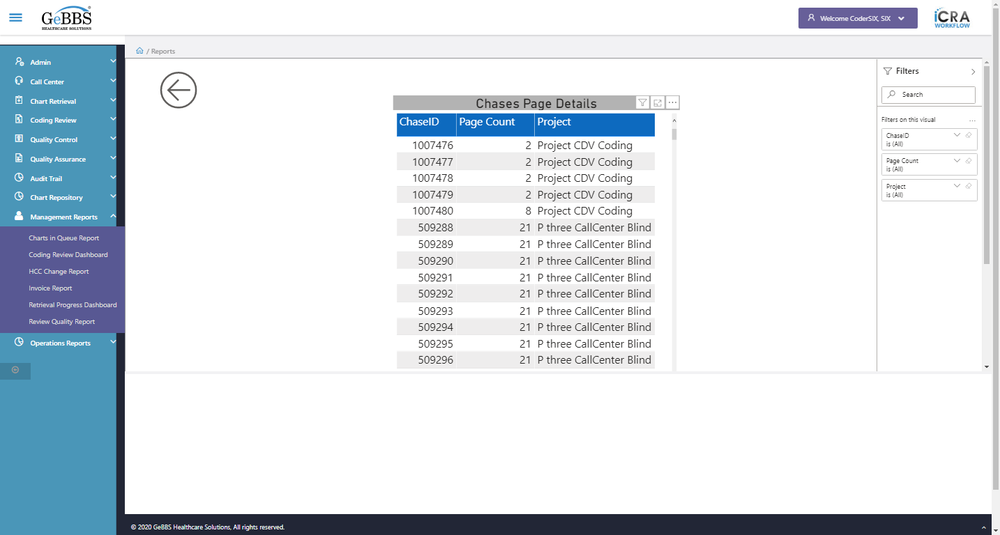 GeBBS
HEALTHCARE SOLUTIONS
Welcome CoderSIX, SIX
iCRA
WORKFLOW
/ Reports
Admin
Call Center
Chart Retrieval
Coding Review
Quality Control
Quality Assurance
Audit Trail
Chart Repository
Management Reports
Charts in Queue Report
Coding Review Dashboard
HCC Change Report
Invoice Report
Retrieval Progress Dashboard
Review Quality Report
Operations Reports
Chases Page Details
ChaseID Page Count Project
1007476 2 Project CDV Coding
1007477 2 Project CDV Coding
1007478 2 Project CDV Coding
1007479 2 Project CDV Coding
1007480 8 Project CDV Coding
509288 21 P three CallCenter Blind
509289 21 P three CallCenter Blind
509290 21 P three CallCenter Blind
509291 21 P three CallCenter Blind
509292 21 P three CallCenter Blind
509293 21 P three CallCenter Blind
509294 21 P three CallCenter Blind
509295 21 P three CallCenter Blind
509296 21 P three CallCenter Blind
Filters
Search
Filters on this visual
ChaseID
is (All)
Page Count
is (All)
Project
is (All)
© 2020 GeBBS Healthcare Solutions, All rights reserved.